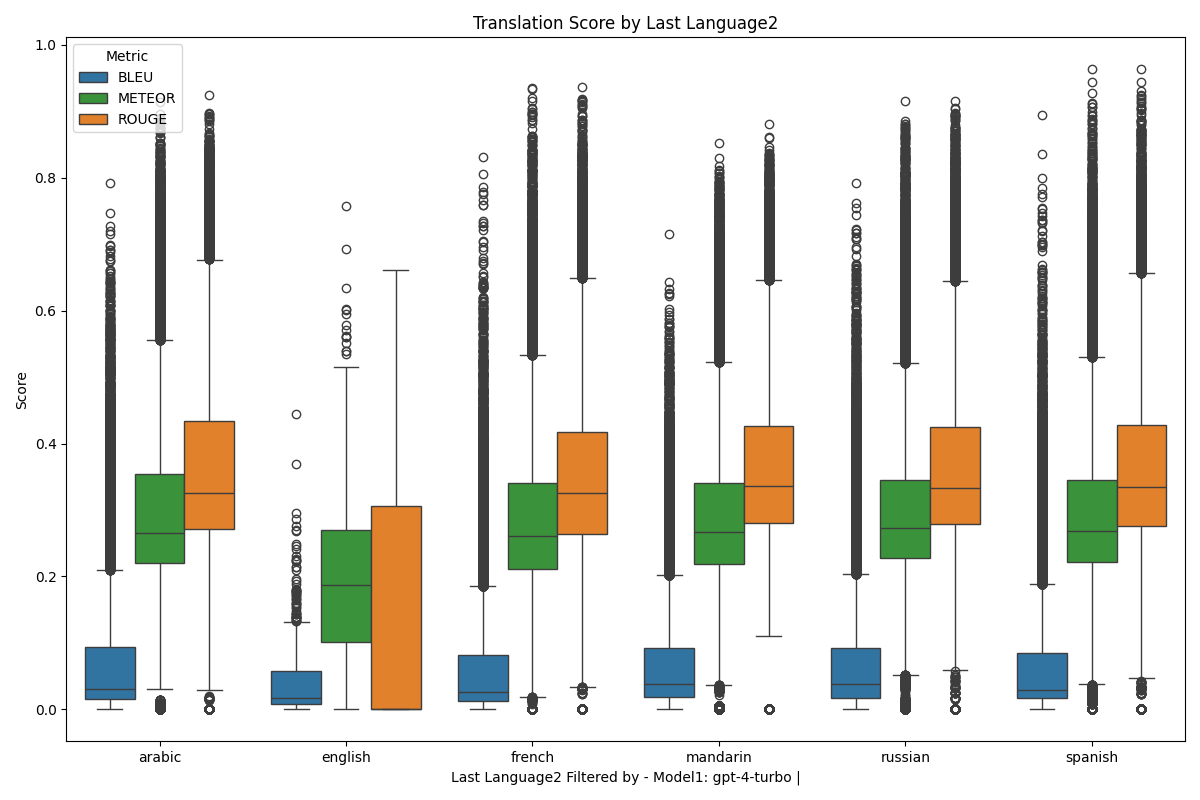 Translation Score by Last Language2
Metric
BLEU
METEOR
ROUGE
1.0
0.8
0.6
0.4
0.2
0.0
Score
arabic
english
french
mandarin
russian
spanish
Last Language2 Filtered by - Model1: gpt-4-turbo |